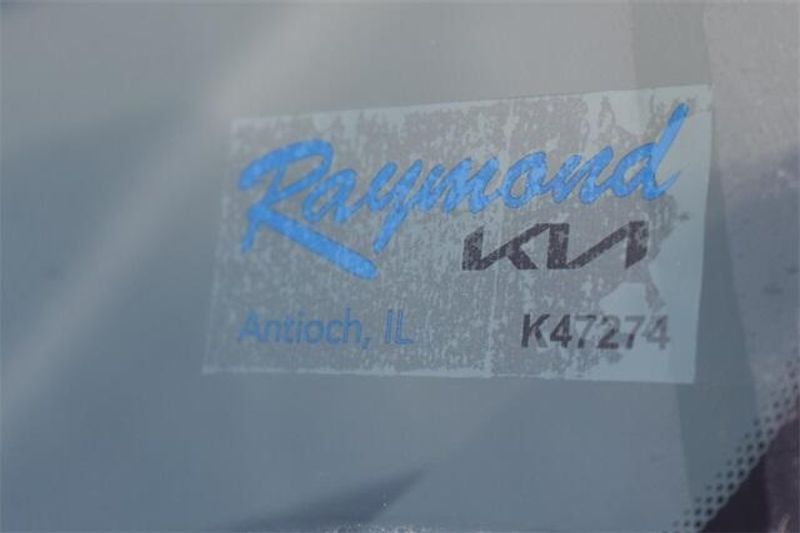 Raymond
KIA
Antioch, IL K47274